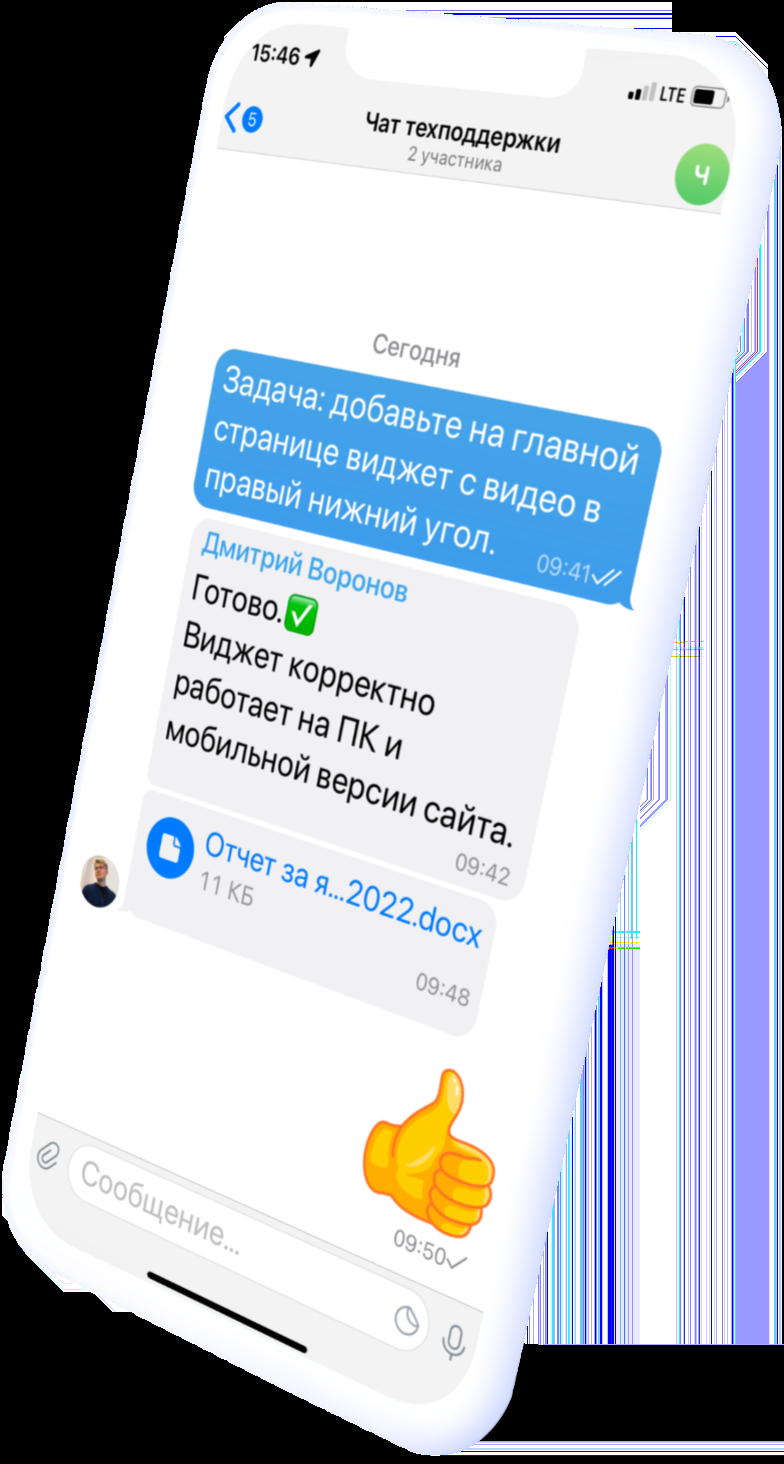 15:46
LTE
5
Чат техподдержки
2 участника
Ч
Сегодня
Задача: добавьте на главной
странице виджет с видео в
правый нижний угол.
09:41
Дмитрий Воронов
Готово.✅
Виджет корректно
работает на ПК и
мобильной версии сайта.
09:42
Отчет за я...2022.docx
11 КБ
09:48
👍
09:50
Сообщение...